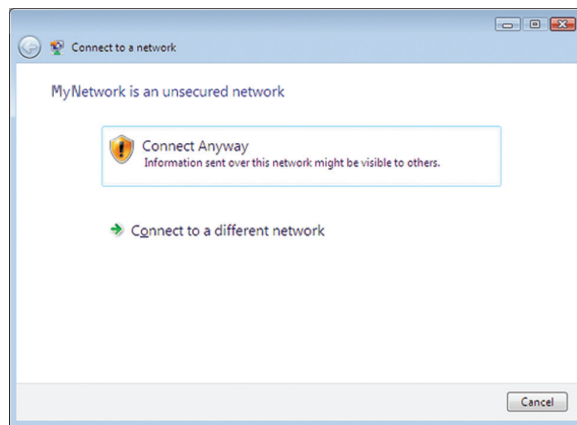 Connect to a network
MyNetwork is an unsecured network
Connect Anyway
Information sent over this network might be visible to others.
Connect to a different network
Cancel